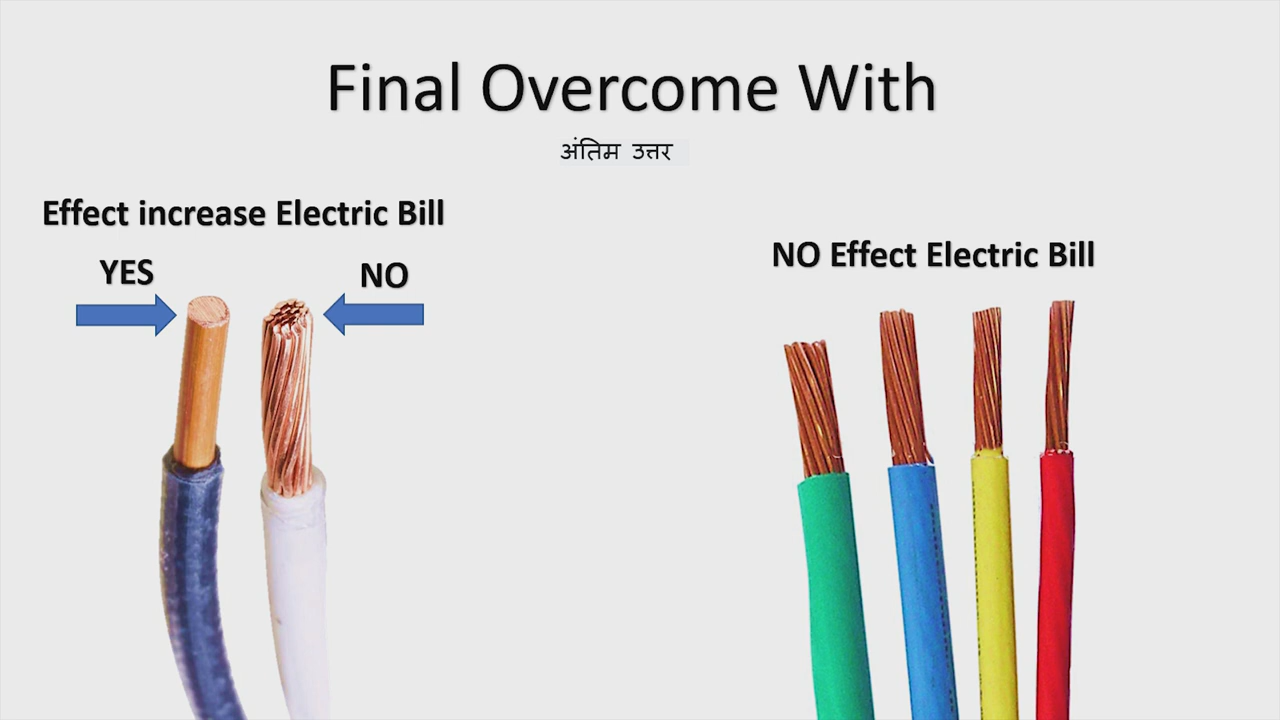 Final Overcome With
अंतिम उत्तर
Effect increase Electric Bill
YES
NO
NO Effect Electric Bill